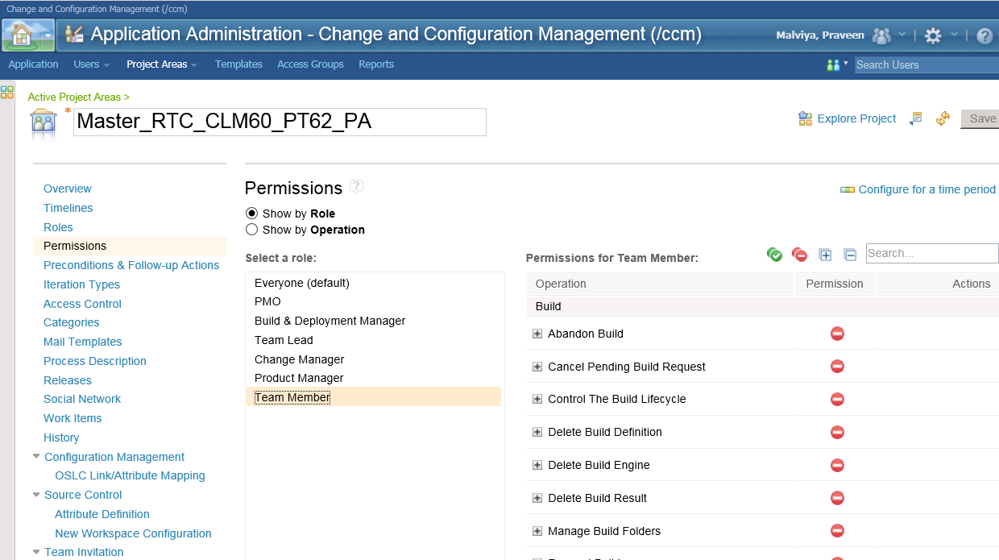 Change and Configuration Management (/ccm)
Application Administration - Change and Configuration Management (/ccm)
Malviya, Praveen
Application Users Project Areas Templates Access Groups Reports
Search Users
Active Project Areas >
* Master_RTC_CLM60_PT62_PA
Explore Project
Save
Overview
Timelines
Roles
Permissions
Preconditions & Follow-up Actions
Iteration Types
Access Control
Categories
Mail Templates
Process Description
Releases
Social Network
Work Items
History
Configuration Management
OSLC Link/Attribute Mapping
Source Control
Attribute Definition
New Workspace Configuration
Team Invitation
Permissions ?
Configure for a time period
Show by Role
Show by Operation
Select a role:
Everyone (default)
PMO
Build & Deployment Manager
Team Lead
Change Manager
Product Manager
Team Member
Permissions for Team Member:
Search...
Operation Permission Actions
Build
Abandon Build
Cancel Pending Build Request
Control The Build Lifecycle
Delete Build Definition
Delete Build Engine
Delete Build Result
Manage Build Folders